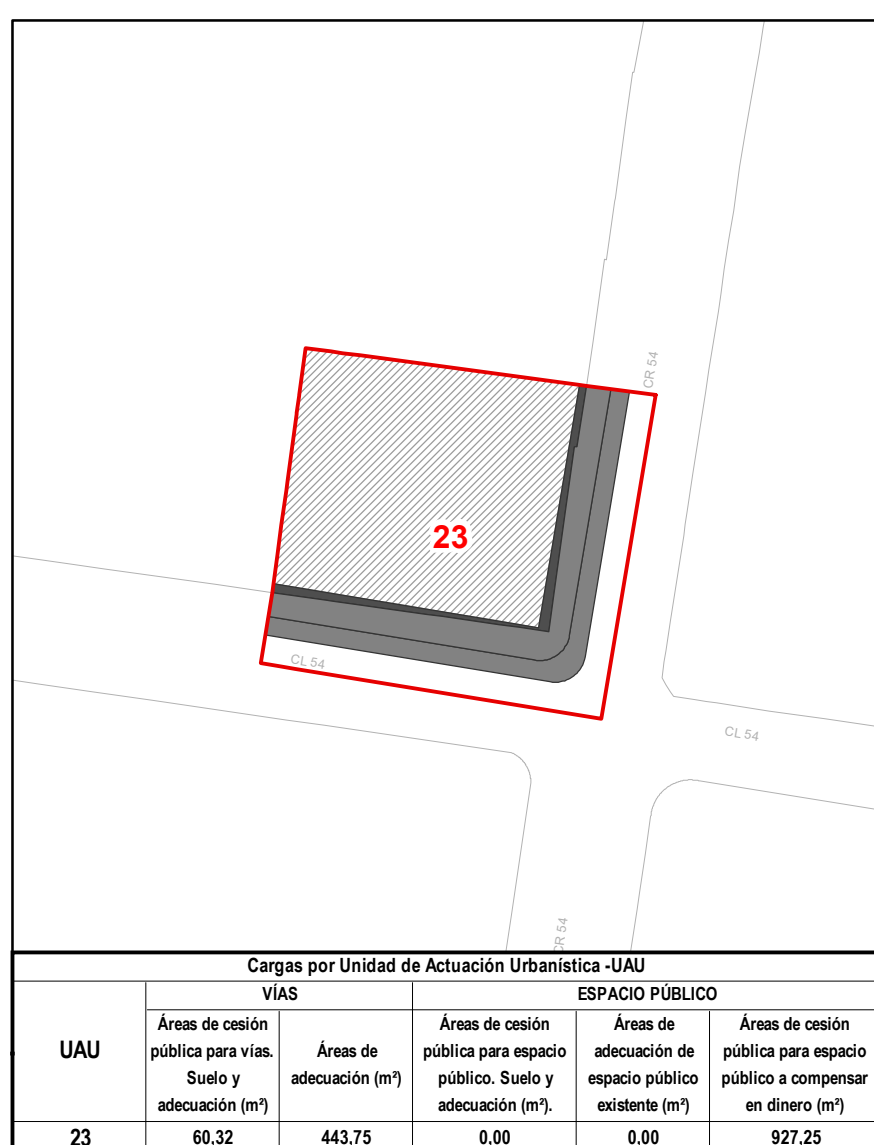 CR 54
23
CL 54
CL 54
CR 54
Cargas por Unidad de Actuación Urbanística -UAU
UAU
VÍAS
ESPACIO PÚBLICO
Áreas de cesión
pública para vías.
Suelo y
adecuación (m²)
Áreas de
adecuación (m²)
Áreas de cesión
pública para espacio
público. Suelo y
adecuación (m²).
Áreas de
adecuación de
espacio público
existente (m²)
Áreas de cesión
pública para espacio
público a compensar
en dinero (m²)
23 60,32 443,75 0,00 0,00 927,25